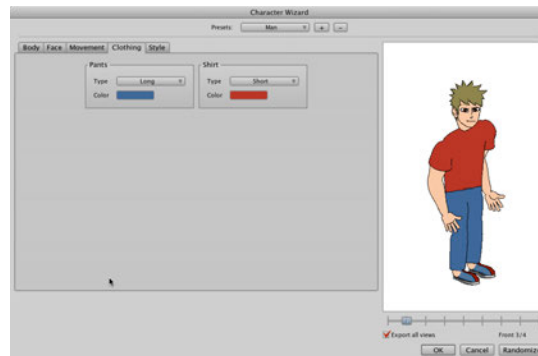 Character Wizard
Presets: Man + −
Body Face Movement Clothing Style
Pants Shirt
Type Long Type Short
Color Color
Export all views Front 3/4
OK Cancel Randomize